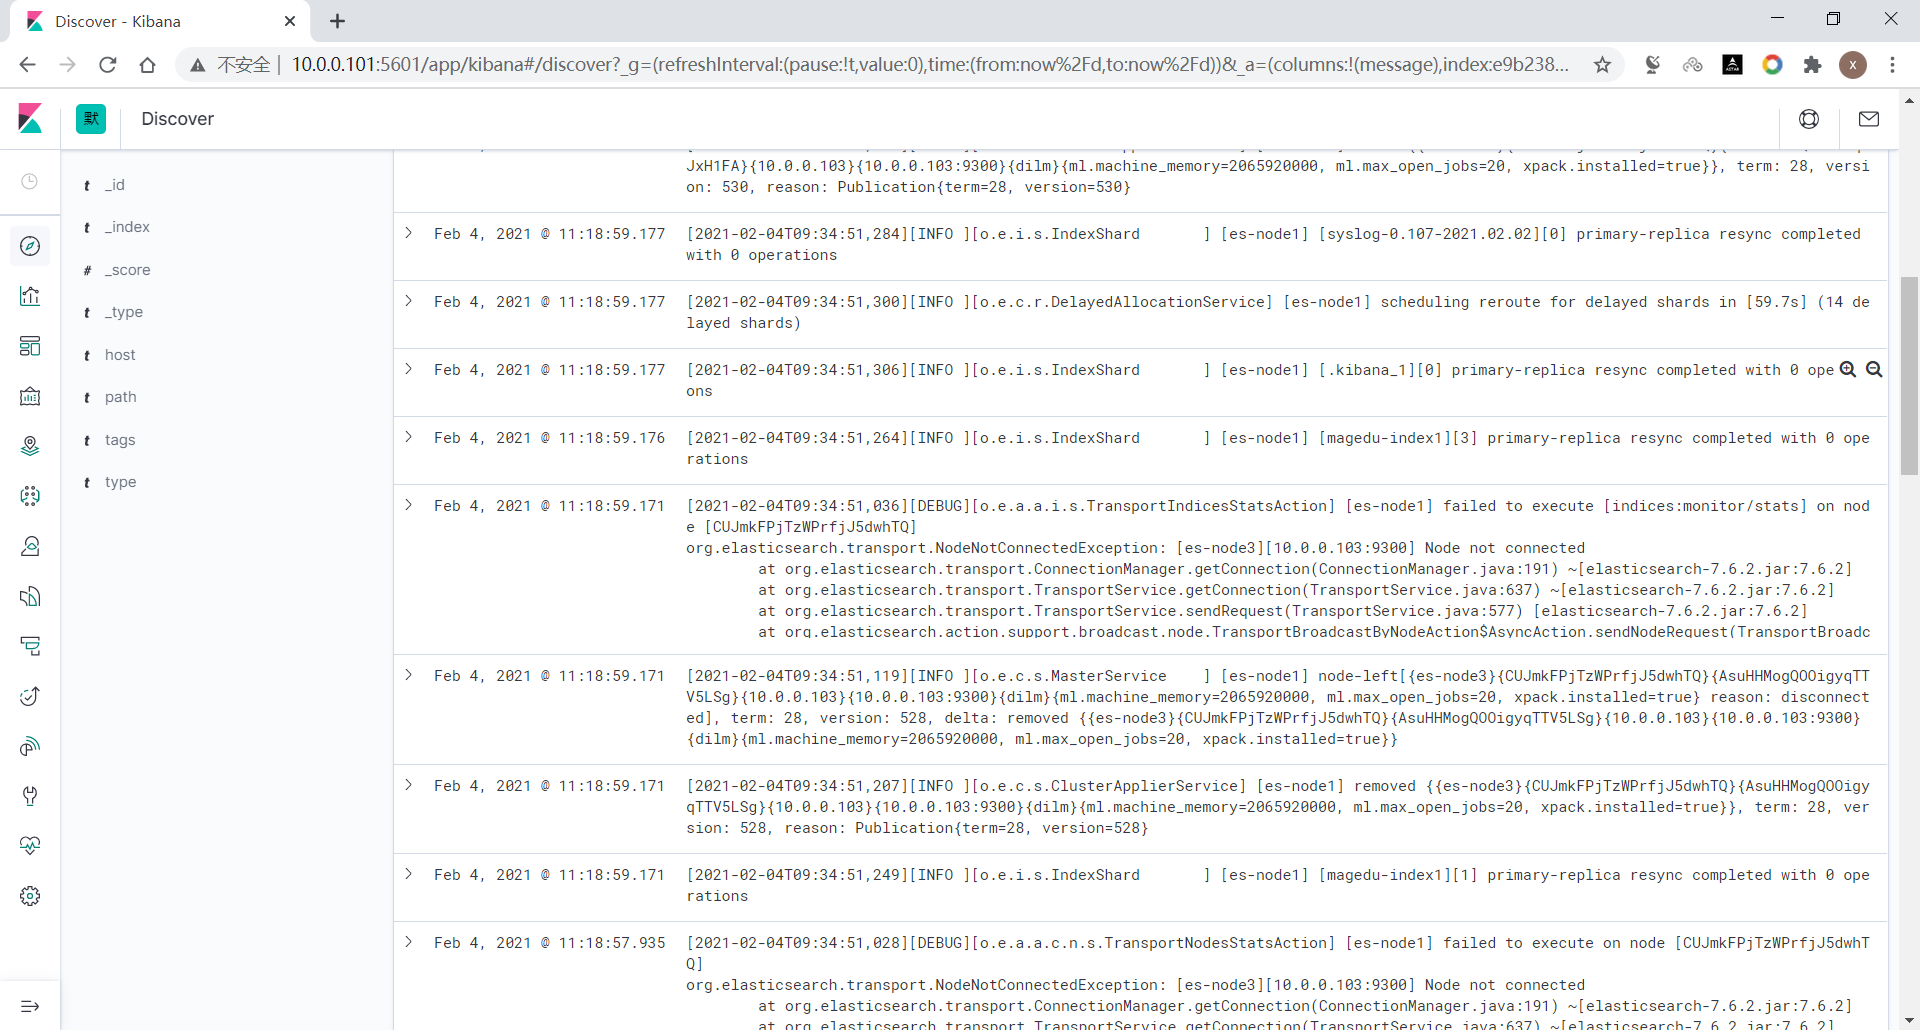 Discover - Kibana
不安全
10.0.0.101:5601/app/kibana#/discover?_g=(refreshInterval:(pause:!t,value:0),time:(from:now%2Fd,to:now%2Fd))&_a=(columns:!(message),index:e9b238...
X
默
Discover
t _id
t _index
# _score
t _type
t host
t path
t tags
t type
JxH1FA}{10.0.0.103}{10.0.0.103:9300}{dilm}{ml.machine_memory=2065920000, ml.max_open_jobs=20, xpack.installed=true}}, term: 28, versi
on: 530, reason: Publication{term=28, version=530}
Feb 4, 2021 @ 11:18:59.177 [2021-02-04T09:34:51,284][INFO ][o.e.i.s.IndexShard       ] [es-node1] [syslog-0.107-2021.02.02][0] primary-replica resync completed
with 0 operations
Feb 4, 2021 @ 11:18:59.177 [2021-02-04T09:34:51,300][INFO ][o.e.c.r.DelayedAllocationService] [es-node1] scheduling reroute for delayed shards in [59.7s] (14 de
layed shards)
Feb 4, 2021 @ 11:18:59.177 [2021-02-04T09:34:51,306][INFO ][o.e.i.s.IndexShard       ] [es-node1] [.kibana_1][0] primary-replica resync completed with 0 ope
ons
Feb 4, 2021 @ 11:18:59.176 [2021-02-04T09:34:51,264][INFO ][o.e.i.s.IndexShard       ] [es-node1] [magedu-index1][3] primary-replica resync completed with 0 ope
rations
Feb 4, 2021 @ 11:18:59.171 [2021-02-04T09:34:51,036][DEBUG][o.e.a.a.i.s.TransportIndicesStatsAction] [es-node1] failed to execute [indices:monitor/stats] on nod
e [CUJmkFPjTzWPrfjJ5dwhTQ]
org.elasticsearch.transport.NodeNotConnectedException: [es-node3][10.0.0.103:9300] Node not connected
at org.elasticsearch.transport.ConnectionManager.getConnection(ConnectionManager.java:191) ~[elasticsearch-7.6.2.jar:7.6.2]
at org.elasticsearch.transport.TransportService.getConnection(TransportService.java:637) ~[elasticsearch-7.6.2.jar:7.6.2]
at org.elasticsearch.transport.TransportService.sendRequest(TransportService.java:577) [elasticsearch-7.6.2.jar:7.6.2]
at org.elasticsearch.action.support.broadcast.node.TransportBroadcastByNodeAction$AsyncAction.sendNodeRequest(TransportBroadc
Feb 4, 2021 @ 11:18:59.171 [2021-02-04T09:34:51,119][INFO ][o.e.c.s.MasterService    ] [es-node1] node-left[{es-node3}{CUJmkFPjTzWPrfjJ5dwhTQ}{AsuHHMogQOOigyqTT
V5LSg}{10.0.0.103}{10.0.0.103:9300}{dilm}{ml.machine_memory=2065920000, ml.max_open_jobs=20, xpack.installed=true} reason: disconnect
ed], term: 28, version: 528, delta: removed {{es-node3}{CUJmkFPjTzWPrfjJ5dwhTQ}{AsuHHMogQOOigyqTTV5LSg}{10.0.0.103}{10.0.0.103:9300}
{dilm}{ml.machine_memory=2065920000, ml.max_open_jobs=20, xpack.installed=true}}
Feb 4, 2021 @ 11:18:59.171 [2021-02-04T09:34:51,207][INFO ][o.e.c.s.ClusterApplierService] [es-node1] removed {{es-node3}{CUJmkFPjTzWPrfjJ5dwhTQ}{AsuHHMogQOOigy
qTTV5LSg}{10.0.0.103}{10.0.0.103:9300}{dilm}{ml.machine_memory=2065920000, ml.max_open_jobs=20, xpack.installed=true}}, term: 28, ver
sion: 528, reason: Publication{term=28, version=528}
Feb 4, 2021 @ 11:18:59.171 [2021-02-04T09:34:51,249][INFO ][o.e.i.s.IndexShard       ] [es-node1] [magedu-index1][1] primary-replica resync completed with 0 ope
rations
Feb 4, 2021 @ 11:18:57.935 [2021-02-04T09:34:51,028][DEBUG][o.e.a.a.c.n.s.TransportNodesStatsAction] [es-node1] failed to execute on node [CUJmkFPjTzWPrfjJ5dwhT
Q]
org.elasticsearch.transport.NodeNotConnectedException: [es-node3][10.0.0.103:9300] Node not connected
at org.elasticsearch.transport.ConnectionManager.getConnection(ConnectionManager.java:191) ~[elasticsearch-7.6.2.jar:7.6.2]
at org.elasticsearch.transport.TransportService.getConnection(TransportService.java:637) ~[elasticsearch-7.6.2.jar:7.6.2]